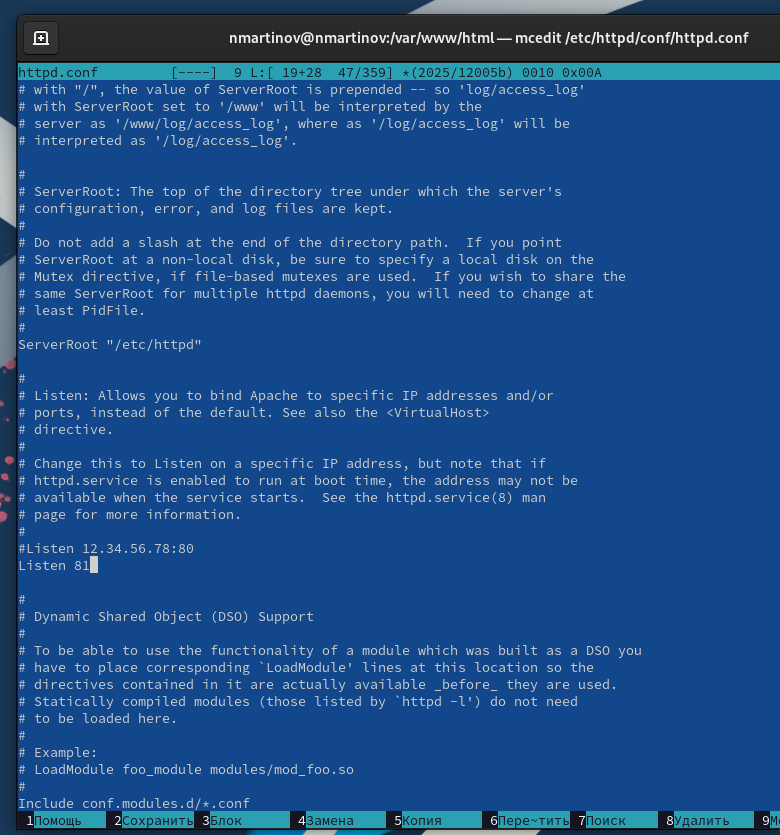 nmartinov@nmartinov:/var/www/html — mcedit /etc/httpd/conf/httpd.conf
httpd.conf         [----]  9 L:[ 19+28  47/359] *(2025/12005b) 0010 0x00A
# with "/", the value of ServerRoot is prepended -- so 'log/access_log'
# with ServerRoot set to '/www' will be interpreted by the
# server as '/www/log/access_log', where as '/log/access_log' will be
# interpreted as '/log/access_log'.

#
# ServerRoot: The top of the directory tree under which the server's
# configuration, error, and log files are kept.
#
# Do not add a slash at the end of the directory path.  If you point
# ServerRoot at a non-local disk, be sure to specify a local disk on the
# Mutex directive, if file-based mutexes are used.  If you wish to share the
# same ServerRoot for multiple httpd daemons, you will need to change at
# least PidFile.
#
ServerRoot "/etc/httpd"

#
# Listen: Allows you to bind Apache to specific IP addresses and/or
# ports, instead of the default. See also the <VirtualHost>
# directive.
#
# Change this to Listen on a specific IP address, but note that if
# httpd.service is enabled to run at boot time, the address may not be
# available when the service starts.  See the httpd.service(8) man
# page for more information.
#
#Listen 12.34.56.78:80
Listen 81

#
# Dynamic Shared Object (DSO) Support
#
# To be able to use the functionality of a module which was built as a DSO you
# have to place corresponding `LoadModule' lines at this location so the
# directives contained in it are actually available _before_ they are used.
# Statically compiled modules (those listed by `httpd -l') do not need
# to be loaded here.
#
# Example:
# LoadModule foo_module modules/mod_foo.so
#
Include conf.modules.d/*.conf
1Помощь 2Сохранить 3Блок 4Замена 5Копия 6Пере~тить 7Поиск 8Удалить 9